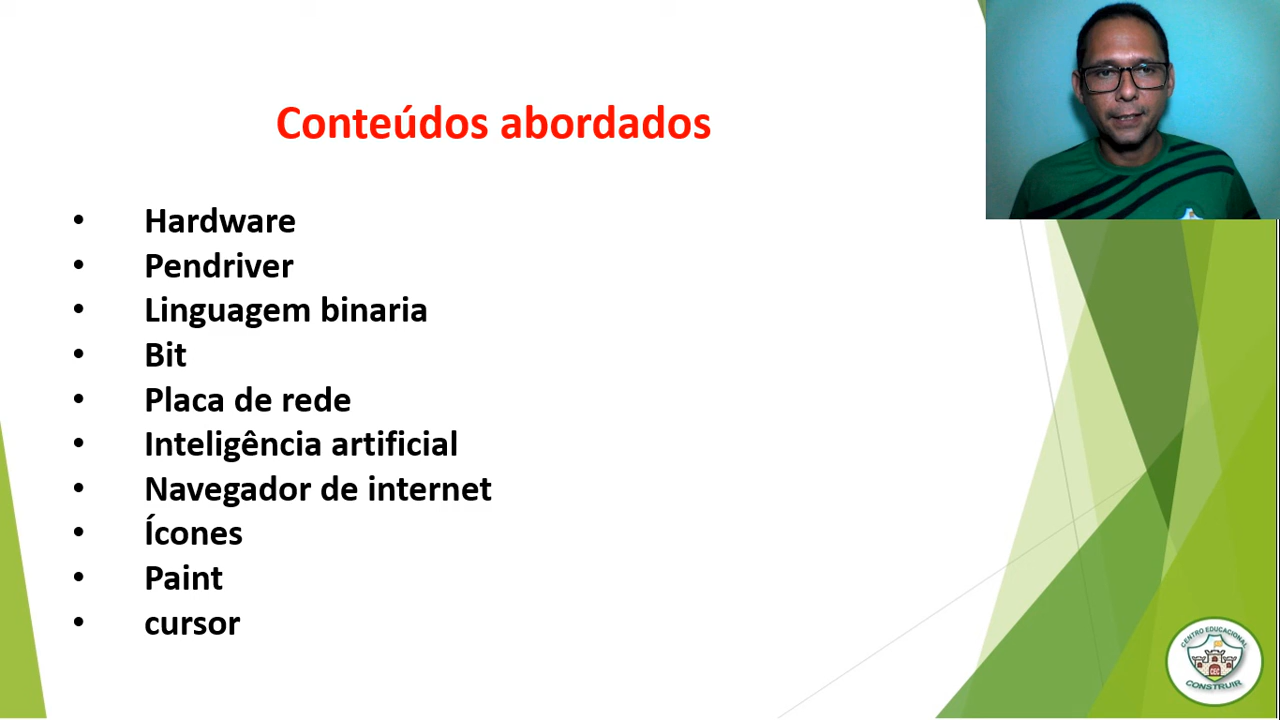 Conteúdos abordados
• Hardware
• Pendriver
• Linguagem binaria
• Bit
• Placa de rede
• Inteligência artificial
• Navegador de internet
• Ícones
• Paint
• cursor
CENTRO EDUCACIONAL
CEC
CONSTRUIR